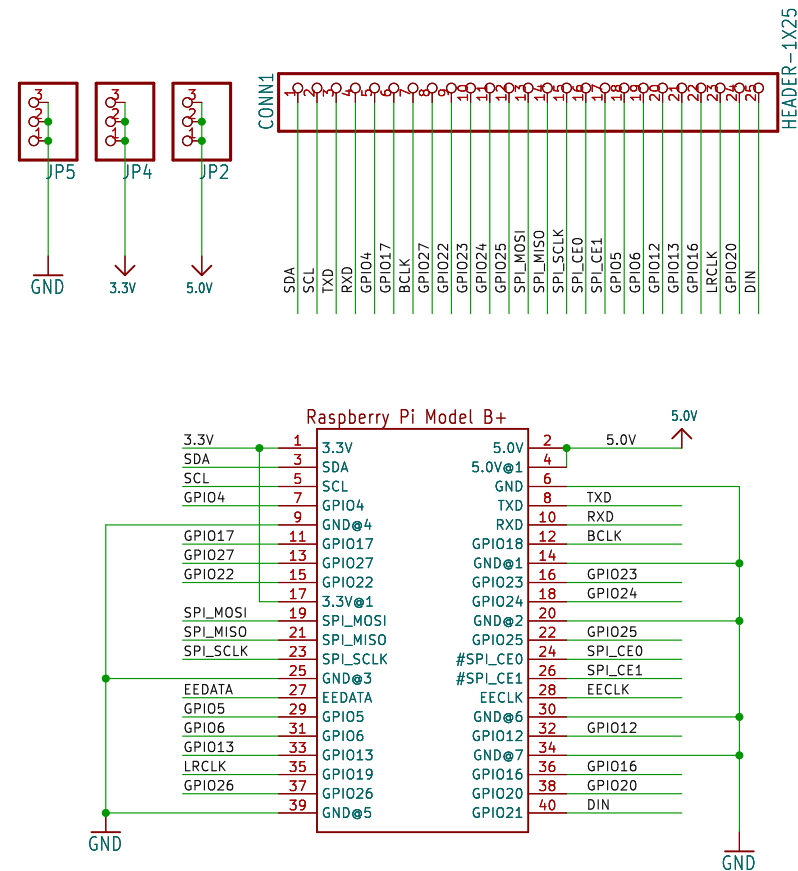 HEADER-1X25
CONN1
1 2 3 4 5 6 7 8 9 10 11 12 13 14 15 16 17 18 19 20 21 22 23 24 25
SDA
SCL
TXD
RXD
GPIO4
GPIO17
BCLK
GPIO27
GPIO22
GPIO23
GPIO24
GPIO25
SPI_MOSI
SPI_MISO
SPI_SCLK
SPI_CE0
SPI_CE1
GPIO5
GPIO6
GPIO12
GPIO13
GPIO16
LRCLK
GPIO20
DIN
3
2
1
JP5
GND
3
2
1
JP4
3.3V
3
2
1
JP2
5.0V
Raspberry Pi Model B+
5.0V
3.3V 1 3.3V 5.0V 2 5.0V
SDA 3 SDA 5.0V@1 4
SCL 5 SCL GND 6
GPIO4 7 GPIO4 TXD 8 TXD
9 GND@4 RXD 10 RXD
GPIO17 11 GPIO17 GPIO18 12 BCLK
GPIO27 13 GPIO27 GND@1 14
GPIO22 15 GPIO22 GPIO23 16 GPIO23
17 3.3V@1 GPIO24 18 GPIO24
SPI_MOSI 19 SPI_MOSI GND@2 20
SPI_MISO 21 SPI_MISO GPIO25 22 GPIO25
SPI_SCLK 23 SPI_SCLK #SPI_CE0 24 SPI_CE0
25 GND@3 #SPI_CE1 26 SPI_CE1
EEDATA 27 EEDATA EECLK 28 EECLK
GPIO5 29 GPIO5 GND@6 30
GPIO6 31 GPIO6 GPIO12 32 GPIO12
GPIO13 33 GPIO13 GND@7 34
LRCLK 35 GPIO19 GPIO16 36 GPIO16
GPIO26 37 GPIO26 GPIO20 38 GPIO20
39 GND@5 GPIO21 40 DIN
GND
GND